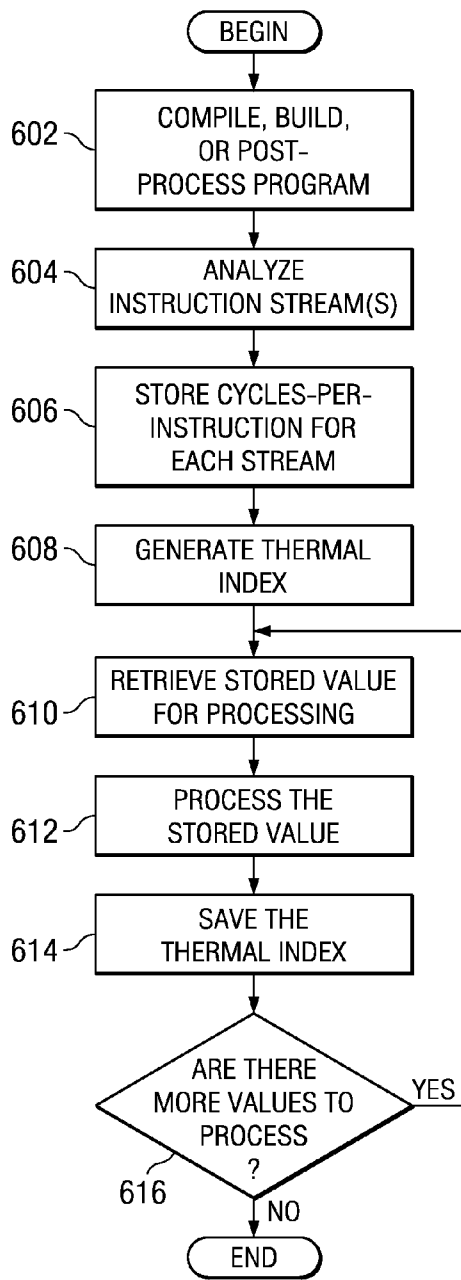 BEGIN
602
COMPILE, BUILD,
OR POST-
PROCESS PROGRAM
604
ANALYZE
INSTRUCTION STREAM(S)
606
STORE CYCLES-PER-
INSTRUCTION FOR
EACH STREAM
608
GENERATE THERMAL
INDEX
610
RETRIEVE STORED VALUE
FOR PROCESSING
612
PROCESS THE
STORED VALUE
614
SAVE THE
THERMAL INDEX
ARE THERE
MORE VALUES TO
PROCESS
?
YES
616
NO
END